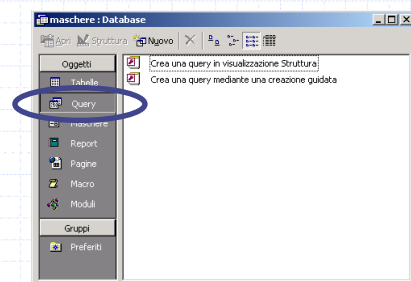 maschere : Database
Apri Struttura Nuovo
Oggetti
Tabelle
Query
Maschere
Report
Pagine
Macro
Moduli
Gruppi
Preferiti
Crea una query in visualizzazione Struttura
Crea una query mediante una creazione guidata